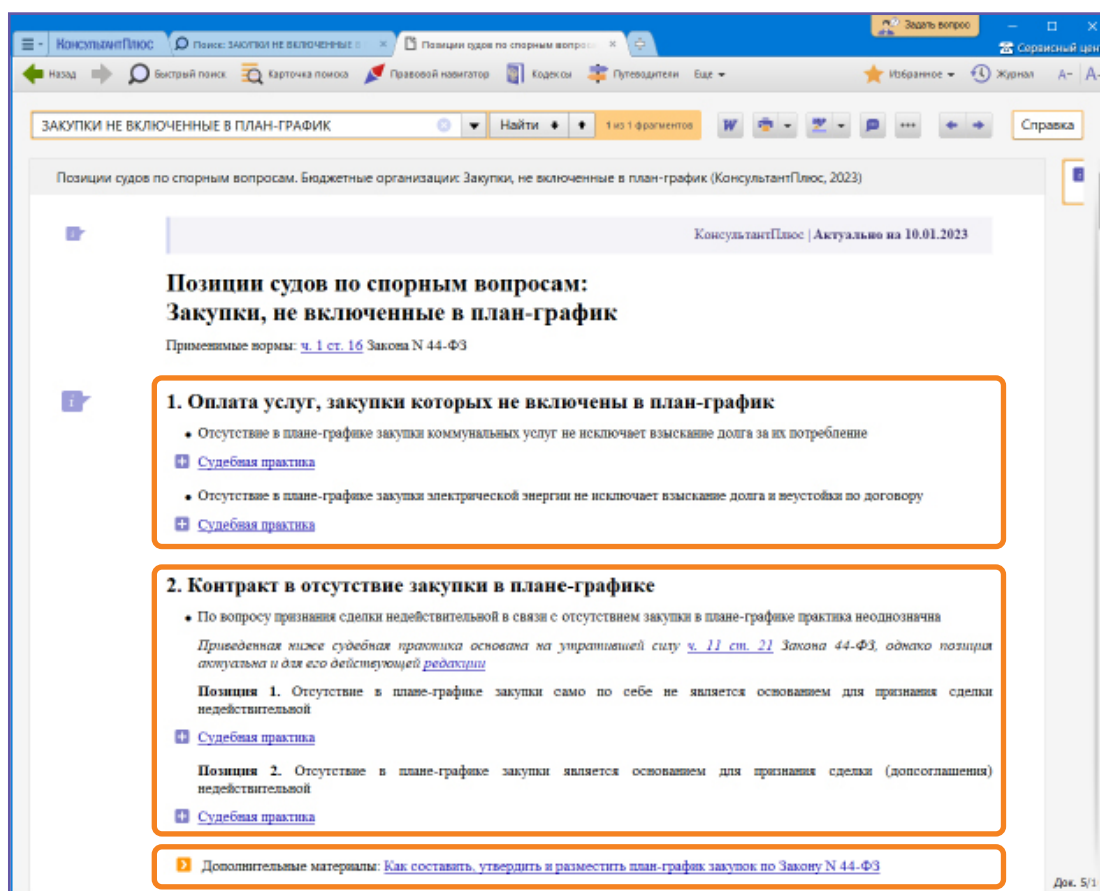 Задать вопрос
КонсультантПлюс
Поиск: ЗАКУПКИ НЕ ВКЛЮЧЕННЫЕ В
Позиции судов по спорным вопрос
Сервисный цен
Назад
Быстрый поиск
Карточка поиска
Правовой навигатор
Кодексы
Путеводители
Еще
Избранное
Журнал
А- А
ЗАКУПКИ НЕ ВКЛЮЧЕННЫЕ В ПЛАН-ГРАФИК
Найти
1 из 1 фрагментов
W
Справка
Позиции судов по спорным вопросам. Бюджетные организации: Закупки, не включенные в план-график (КонсультантПлюс, 2023)
КонсультантПлюс | Актуально на 10.01.2023
Позиции судов по спорным вопросам:
Закупки, не включенные в план-график
Применимые нормы: ч. 1 ст. 16 Закона N 44-ФЗ
1. Оплата услуг, закупки которых не включены в план-график
• Отсутствие в плане-графике закупки коммунальных услуг не исключает взыскание долга за их потребление
Судебная практика
• Отсутствие в плане-графике закупки электрической энергии не исключает взыскание долга и неустойки по договору
Судебная практика
2. Контракт в отсутствие закупки в плане-графике
• По вопросу признания сделки недействительной в связи с отсутствием закупки в плане-графике практика неоднозначна
Приведенная ниже судебная практика основана на утратившей силу ч. 11 ст. 21 Закона 44-ФЗ, однако позиция
актуальна и для его действующей редакции
Позиция 1. Отсутствие в плане-графике закупки само по себе не является основанием для признания сделки
недействительной
Судебная практика
Позиция 2. Отсутствие в плане-графике закупки является основанием для признания сделки (допсоглашения)
недействительной
Судебная практика
Дополнительные материалы: Как составить, утвердить и разместить план-график закупок по Закону N 44-ФЗ
Док. 5/1